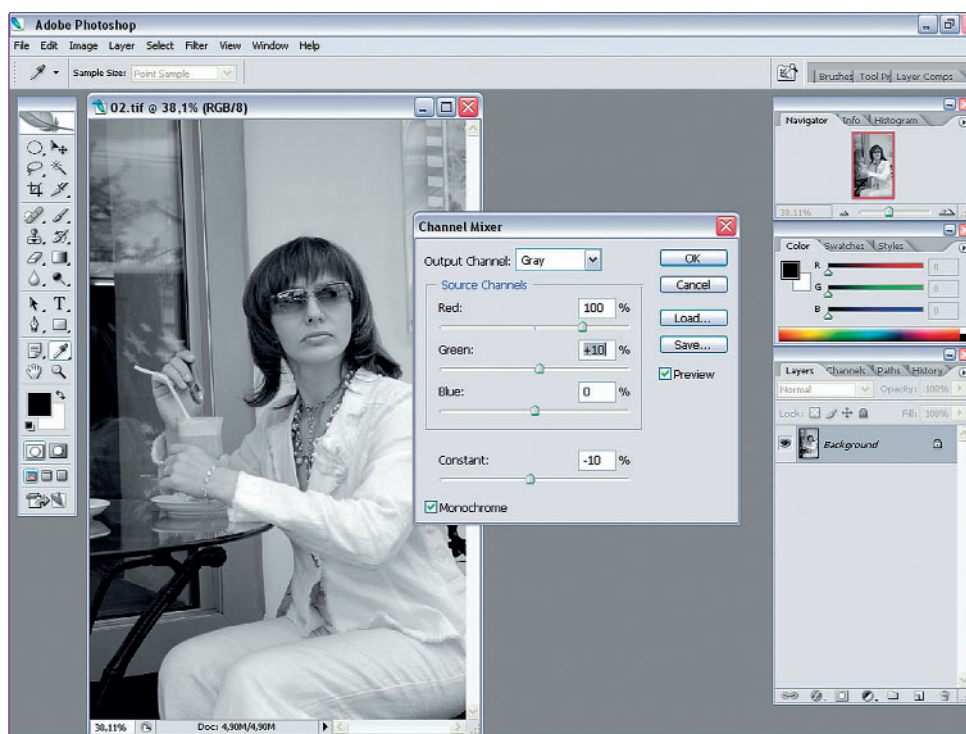 Adobe Photoshop
File Edit Image Layer Select Filter View Window Help
Sample Size: Point Sample
Brushes Tool Pr Layer Comps
02.tif @ 38,1% (RGB/8)
Navigator Info Histogram
38.11%
Color Swatches Styles
R 0
G 0
B 0
Layers Channels Paths History
Normal Opacity: 100%
Lock: Fill: 100%
Background
Channel Mixer
Output Channel: Gray
OK
Source Channels
Cancel
Red: 100 %
Load...
Green: +10 %
Save...
Preview
Blue: 0 %
Constant: -10 %
Monochrome
T
38.11% Doc: 4,90M/4,90M